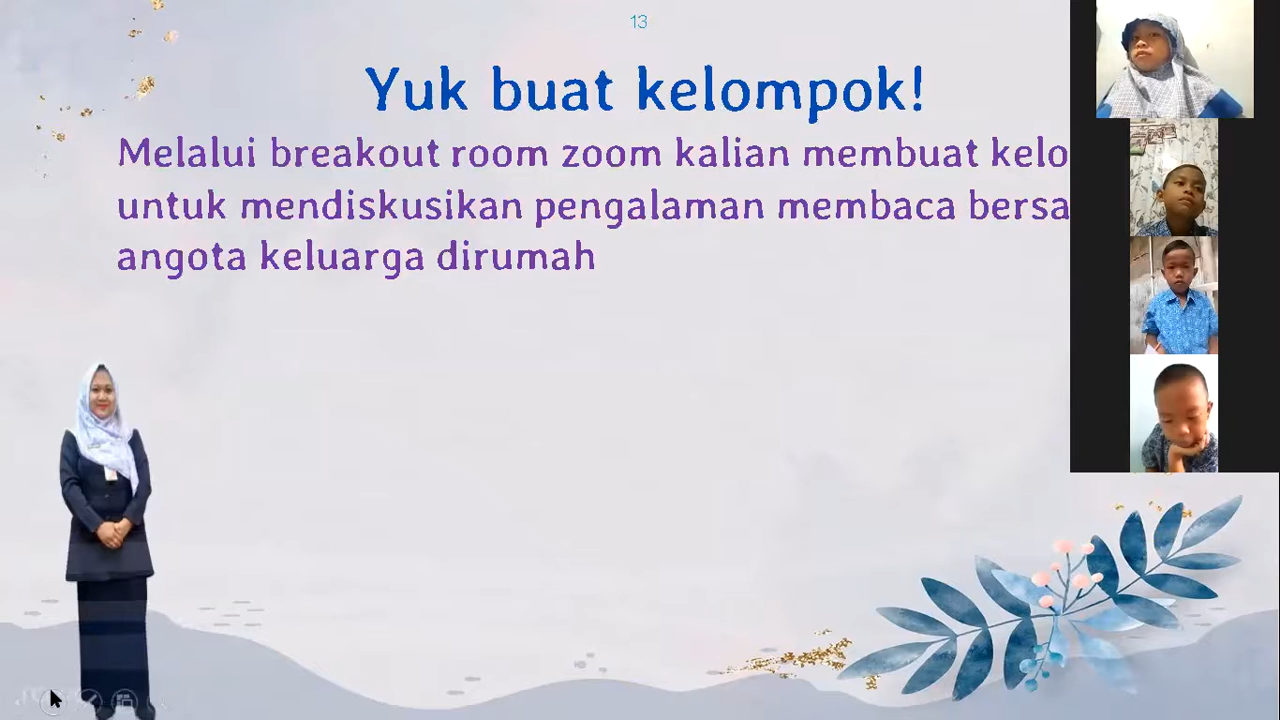 13
Yuk buat kelompok!
Melalui breakout room zoom kalian membuat kelo
untuk mendiskusikan pengalaman membaca bersa
angota keluarga dirumah